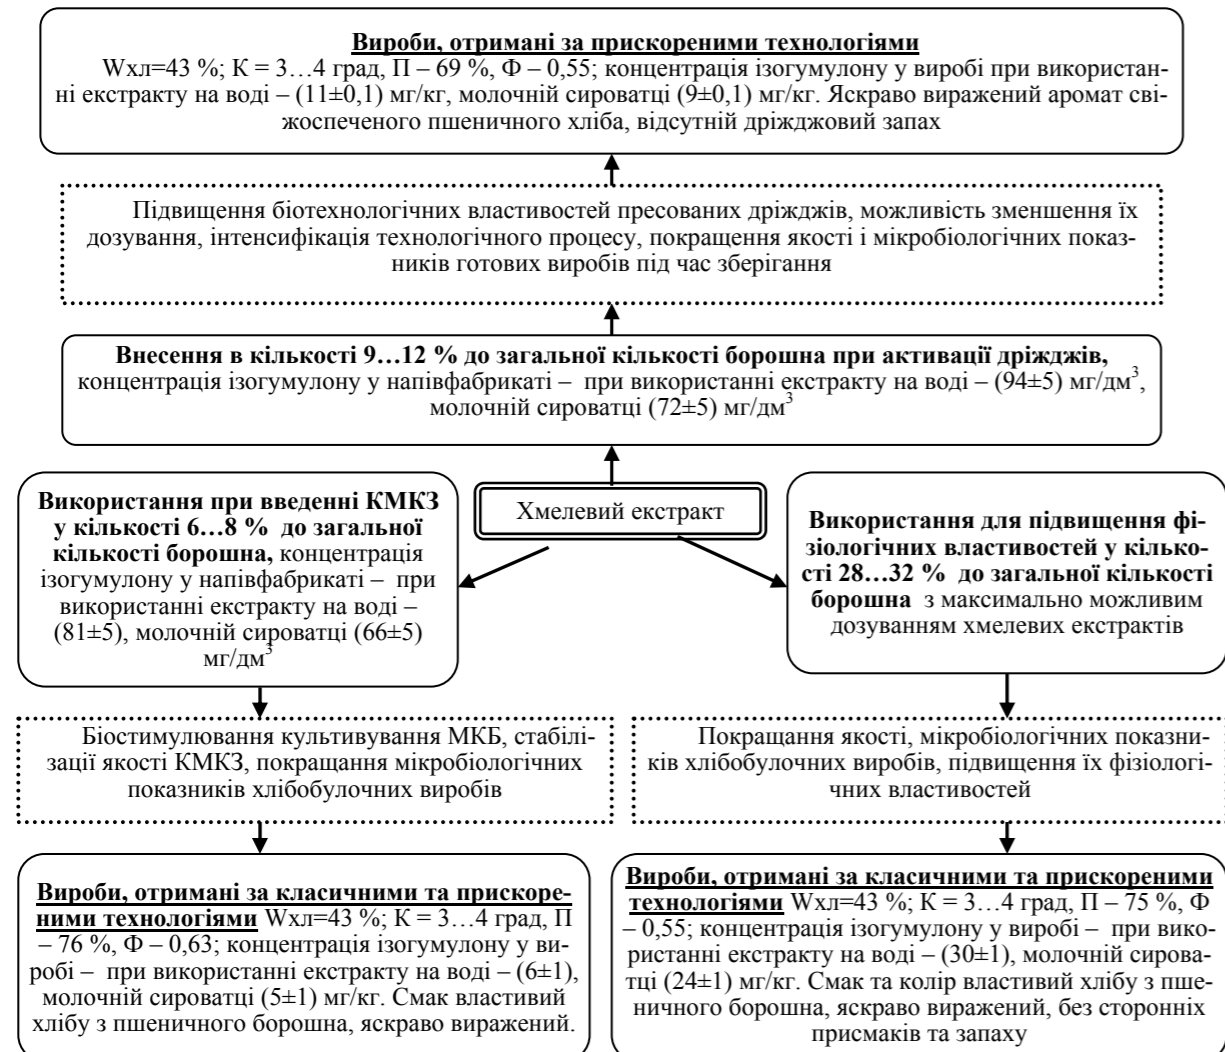 Вироби, отримані за прискореними технологіями
Wхл=43 %; К = 3…4 град, П – 69 %, Ф – 0,55; концентрація ізогумулону у виробі при використан-
ні екстракту на воді – (11±0,1) мг/кг, молочній сироватці (9±0,1) мг/кг. Яскраво виражений аромат сві-
жоспеченого пшеничного хліба, відсутній дріжджовий запах
Підвищення біотехнологічних властивостей пресованих дріжджів, можливість зменшення їх
дозування, інтенсифікація технологічного процесу, покращення якості і мікробіологічних показ-
ників готових виробів під час зберігання
Внесення в кількості 9…12 % до загальної кількості борошна при активації дріжджів,
концентрація ізогумулону у напівфабрикаті – при використанні екстракту на воді – (94±5) мг/дм³,
молочній сироватці (72±5) мг/дм³
Хмелевий екстракт
Використання при введенні КМКЗ
у кількості 6…8 % до загальної
кількості борошна, концентрація
ізогумулону у напівфабрикаті – при
використанні екстракту на воді –
(81±5), молочній сироватці (66±5)
мг/дм³
Використання для підвищення фі-
зіологічних властивостей у кілько-
сті 28…32 % до загальної кількості
борошна з максимально можливим
дозуванням хмелевих екстрактів
Біостимулювання культивування МКБ, стабілі-
зації якості КМКЗ, покращання мікробіологічних
показників хлібобулочних виробів
Покращання якості, мікробіологічних показни-
ків хлібобулочних виробів, підвищення їх фізіологі-
чних властивостей
Вироби, отримані за класичними та прискоре-
ними технологіями Wхл=43 %; К = 3…4 град, П
– 76 %, Ф – 0,63; концентрація ізогумулону у ви-
робі – при використанні екстракту на воді – (6±1),
молочній сироватці (5±1) мг/кг. Смак властивий
хлібу з пшеничного борошна, яскраво виражений.
Вироби, отримані за класичними та прискореними
технологіями Wхл=43 %; К = 3…4 град, П – 75 %, Ф
– 0,55; концентрація ізогумулону у виробі – при вико-
ристанні екстракту на воді – (30±1), молочній сирова-
тці (24±1) мг/кг. Смак та колір властивий хлібу з пше-
ничного борошна, яскраво виражений, без сторонніх
присмаків та запаху